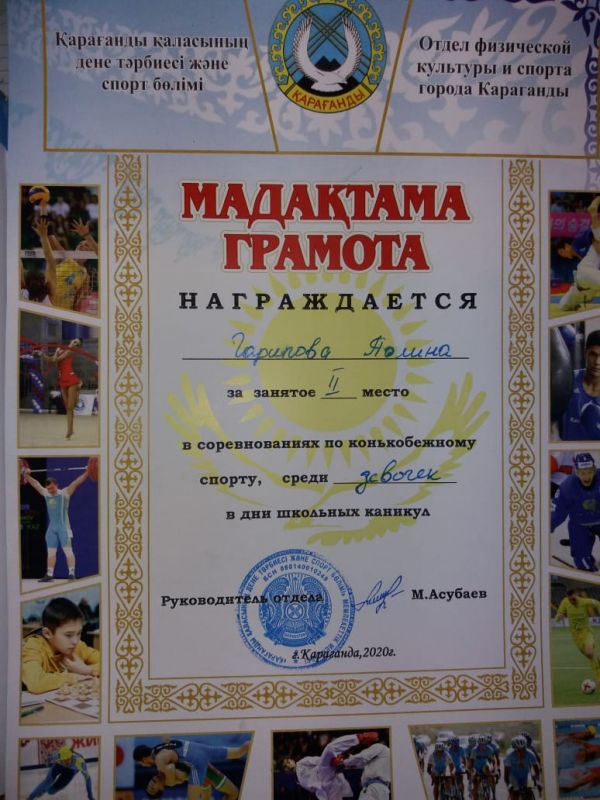 Қарағанды қаласының
дене тәрбиесі және
спорт бөлімі
ҚАРАҒАНДЫ
Отдел физической
культуры и спорта
города Караганды
МАДАҚТАМА
ГРАМОТА
НАГРАЖДАЕТСЯ
Гарипова Полина
за занятое II место
в соревнованиях по конькобежному
спорту, среди девочек
в дни школьных каникул
Руководитель отдела М.Асубаев
г.Караганда,2020г.